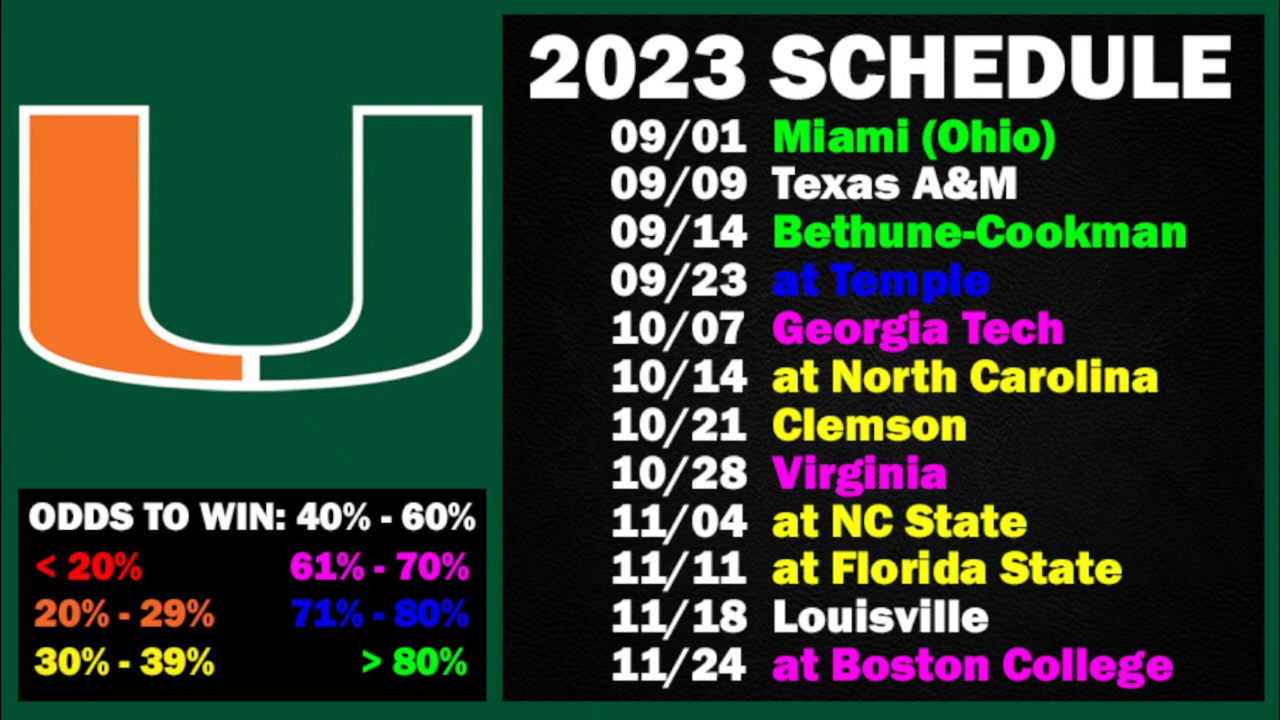 2023 SCHEDULE
09/01 Miami (Ohio)
09/09 Texas A&M
09/14 Bethune-Cookman
09/23 at Temple
10/07 Georgia Tech
10/14 at North Carolina
10/21 Clemson
10/28 Virginia
11/04 at NC State
11/11 at Florida State
11/18 Louisville
11/24 at Boston College
ODDS TO WIN: 40% - 60%
< 20% 61% - 70%
20% - 29% 71% - 80%
30% - 39% > 80%